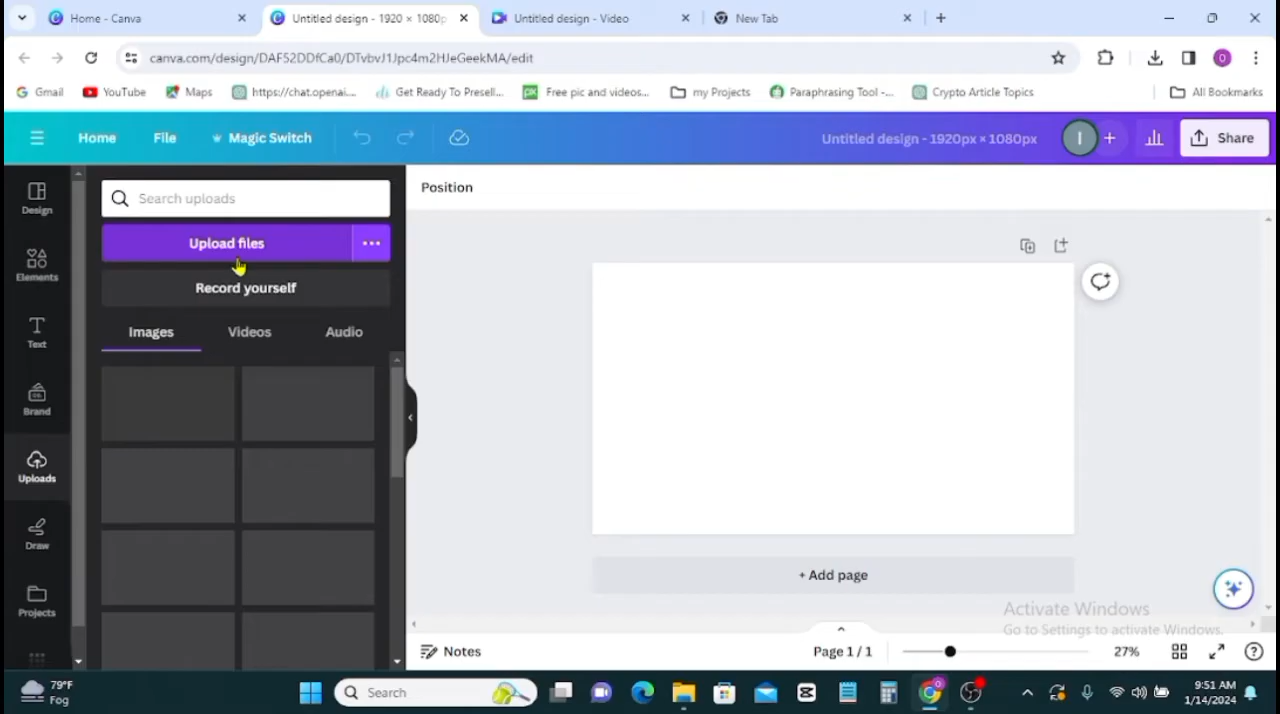 Home - Canva
Untitled design - 1920 × 1080p
Untitled design - Video
New Tab
canva.com/design/DAF52DDfCa0/DTvbvJ1Jpc4m2HJeGeekMA/edit
Gmail
YouTube
Maps
https://chat.openai....
Get Ready To Presell...
Free pic and videos...
my Projects
Paraphrasing Tool -...
Crypto Article Topics
All Bookmarks
Home
File
Magic Switch
Untitled design - 1920px × 1080px
I
Share
Design
Elements
Text
Brand
Uploads
Draw
Projects
Search uploads
Upload files
Record yourself
Images
Videos
Audio
Position
+ Add page
Activate Windows
Go to Settings to activate Windows.
Notes
Page 1 / 1
27%
79°F
Fog
Search
9:51 AM
1/14/2024